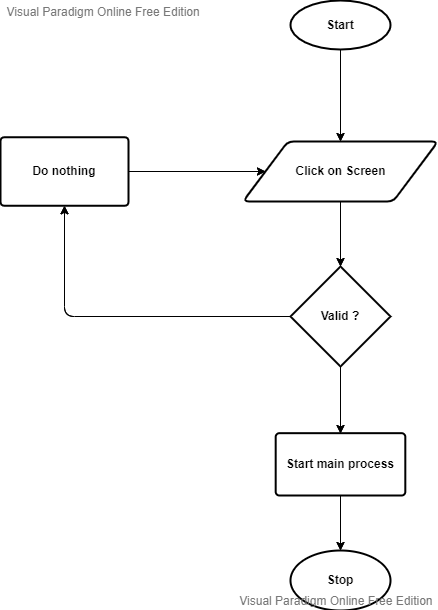 Visual Paradigm Online Free Edition
Start
Do nothing
Click on Screen
Valid ?
Start main process
Stop
Visual Paradigm Online Free Edition